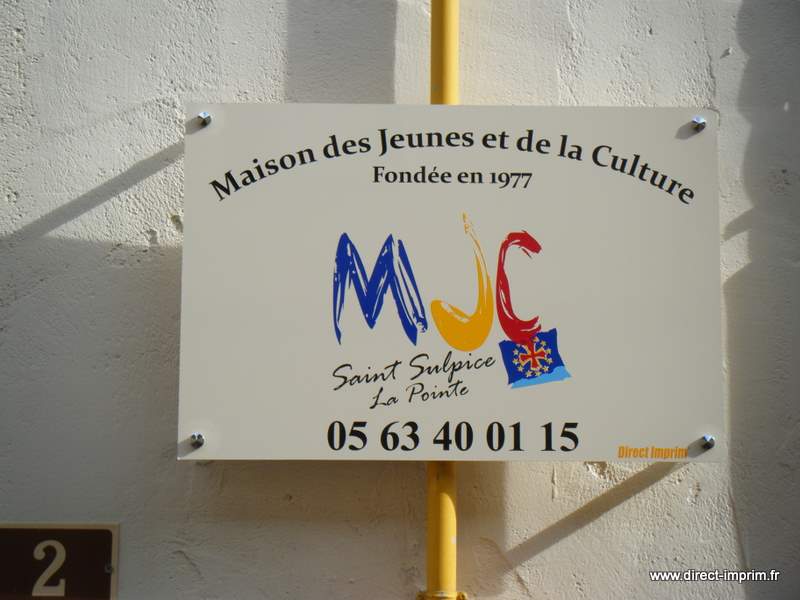 Maison des Jeunes et de la Culture
Fondée en 1977
MJC
Saint Sulpice
La Pointe
05 63 40 01 15
Direct Imprim
2
www.direct-imprim.fr